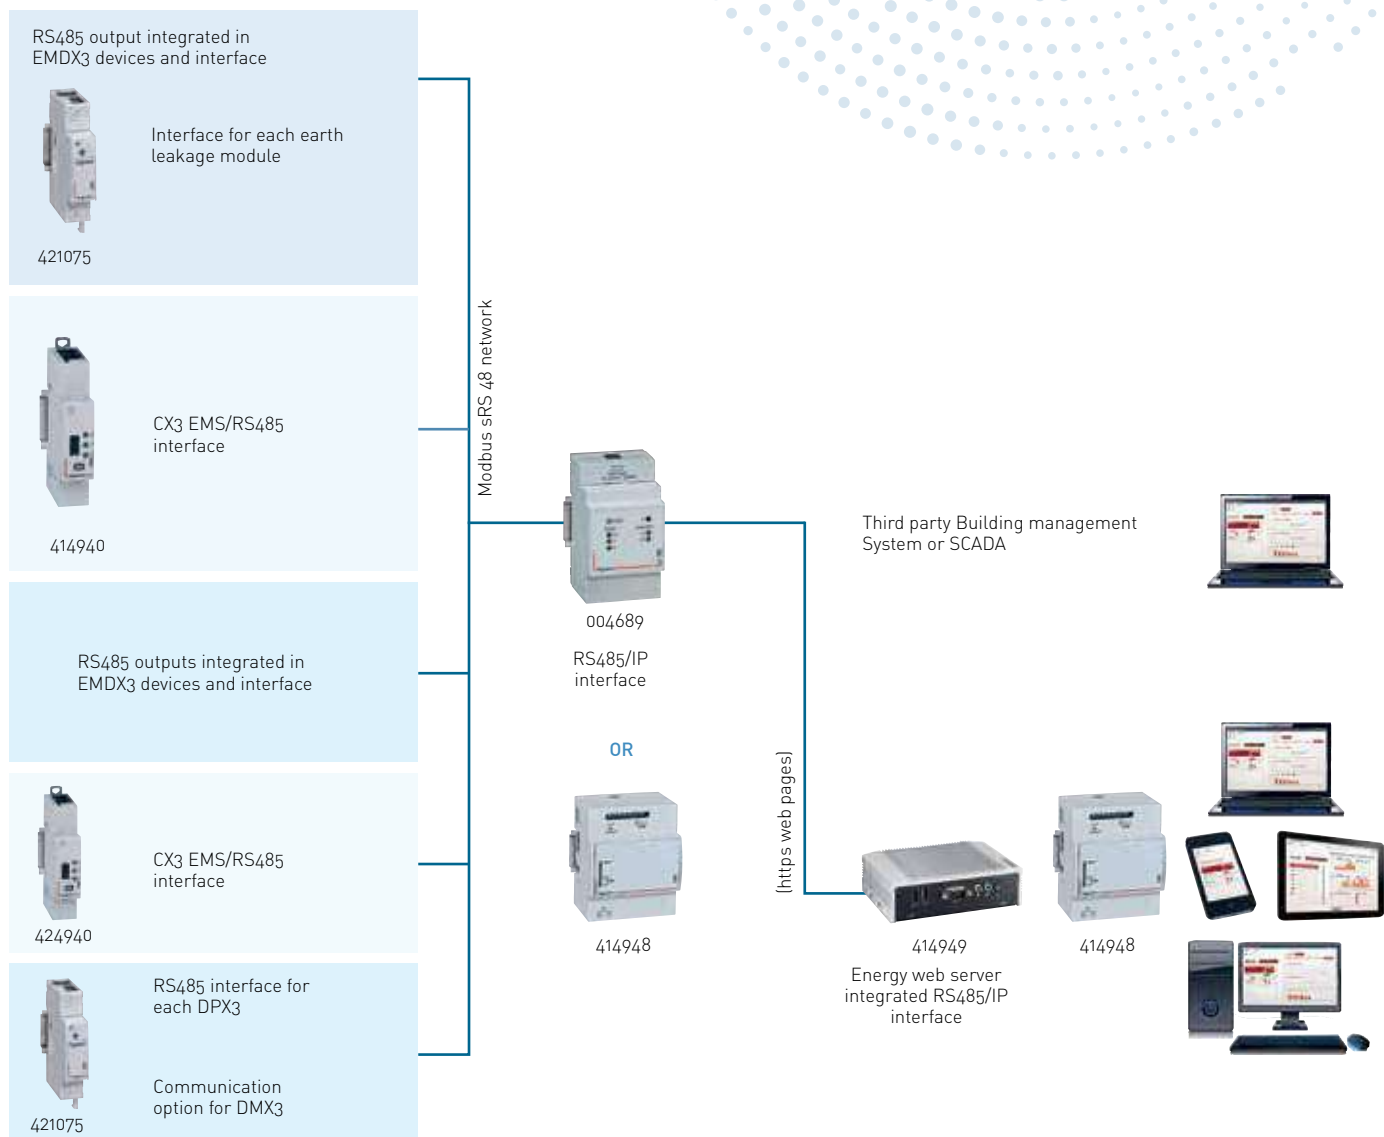 RS485 output integrated in
EMDX3 devices and interface
Interface for each earth
leakage module
421075
CX3 EMS/RS485
interface
414940
RS485 outputs integrated in
EMDX3 devices and interface
CX3 EMS/RS485
interface
424940
RS485 interface for
each DPX3
Communication
option for DMX3
421075
Modbus sRS 48 network
004689
RS485/IP
interface
OR
414948
(https web pages)
Third party Building management
System or SCADA
414949
Energy web server
integrated RS485/IP
interface
414948